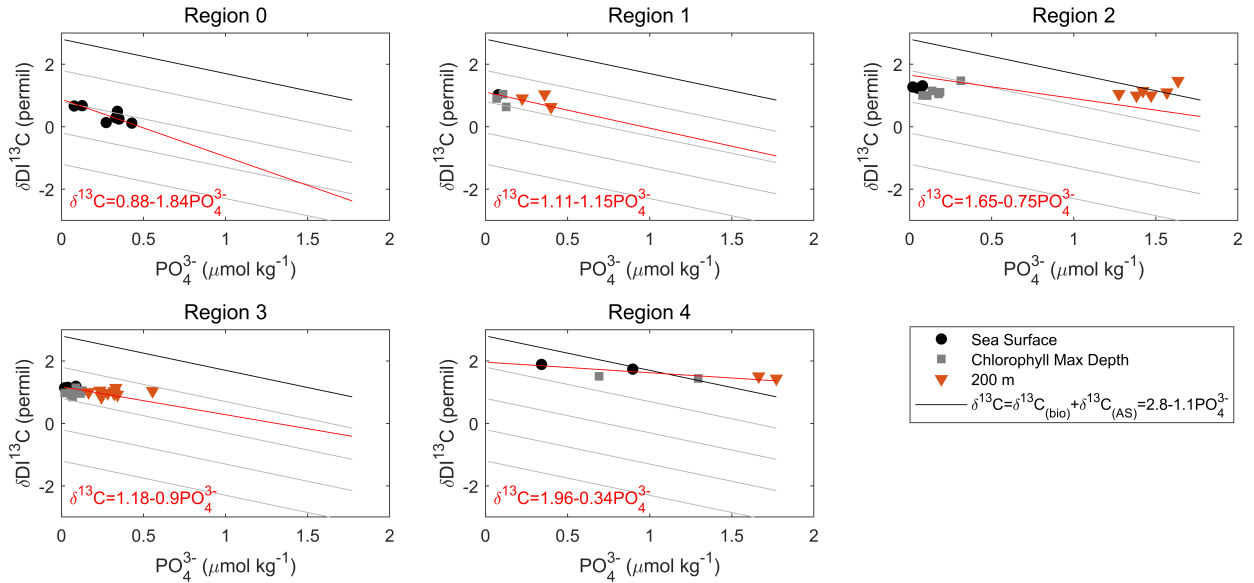 Region 0
2
0
-2
δDI¹³C (permil)
δ¹³C=0.88-1.84PO₄³⁻
0 0.5 1 1.5 2
PO₄³⁻ (μmol kg⁻¹)
Region 1
2
0
-2
δDI¹³C (permil)
δ¹³C=1.11-1.15PO₄³⁻
0 0.5 1 1.5 2
PO₄³⁻ (μmol kg⁻¹)
Region 2
2
0
-2
δDI¹³C (permil)
δ¹³C=1.65-0.75PO₄³⁻
0 0.5 1 1.5 2
PO₄³⁻ (μmol kg⁻¹)
Region 3
2
0
-2
δDI¹³C (permil)
δ¹³C=1.18-0.9PO₄³⁻
0 0.5 1 1.5 2
PO₄³⁻ (μmol kg⁻¹)
Region 4
2
0
-2
δDI¹³C (permil)
δ¹³C=1.96-0.34PO₄³⁻
0 0.5 1 1.5 2
PO₄³⁻ (μmol kg⁻¹)
Sea Surface
Chlorophyll Max Depth
200 m
δ¹³C=δ¹³C(bio)+δ¹³C(AS)=2.8-1.1PO₄³⁻